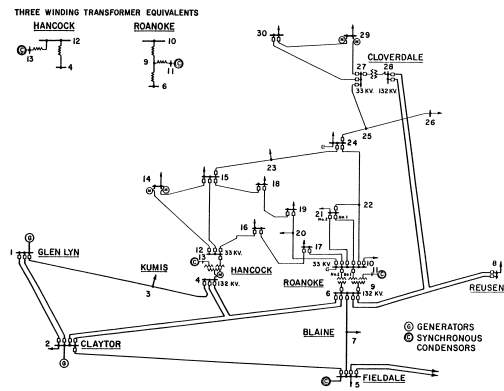 THREE WINDING TRANSFORMER EQUIVALENTS
HANCOCK
ROANOKE
12
10
C
13
4
9
11
C
6
30
29
CLOVERDALE
27
28
33 KV.
132 KV.
25
26
24
23
14
15
18
19
22
21
16
20
17
12
33 KV.
13
C
HANCOCK
33 KV.
10
11
C
ROANOKE
9
4
132 KV.
6
132 KV.
G
1
GLEN LYN
KUMIS
3
8
REUSEN
BLAINE
7
2
CLAYTOR
G
C
5
FIELDALE
G GENERATORS
C SYNCHRONOUS
CONDENSORS